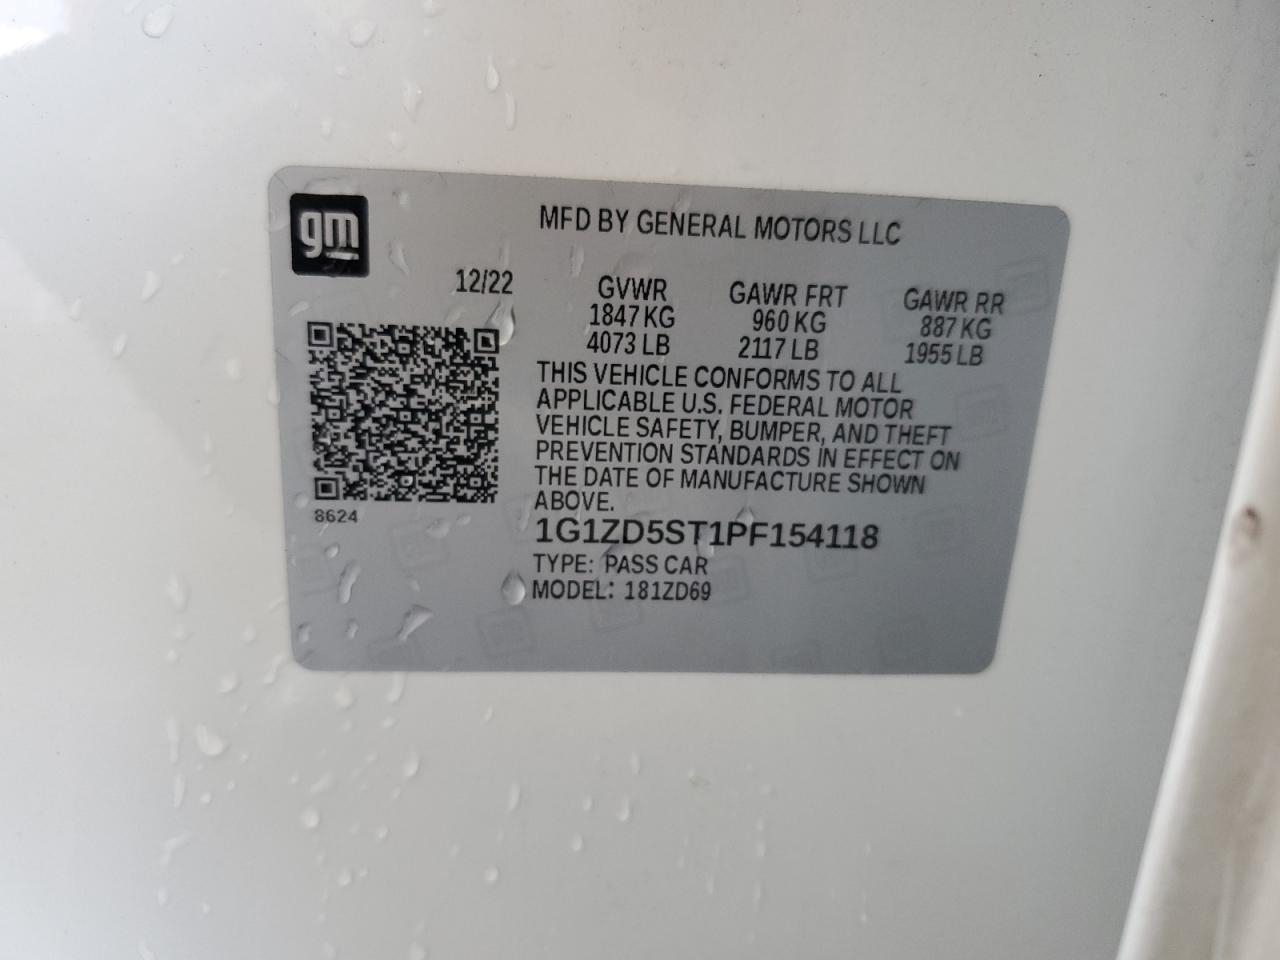 gm
MFD BY GENERAL MOTORS LLC
12/22 GVWR GAWR FRT GAWR RR
1847 KG 960 KG 887 KG
4073 LB 2117 LB 1955 LB
THIS VEHICLE CONFORMS TO ALL
APPLICABLE U.S. FEDERAL MOTOR
VEHICLE SAFETY, BUMPER, AND THEFT
PREVENTION STANDARDS IN EFFECT ON
THE DATE OF MANUFACTURE SHOWN
ABOVE.
8624
1G1ZD5ST1PF154118
TYPE: PASS CAR
MODEL: 181ZD69